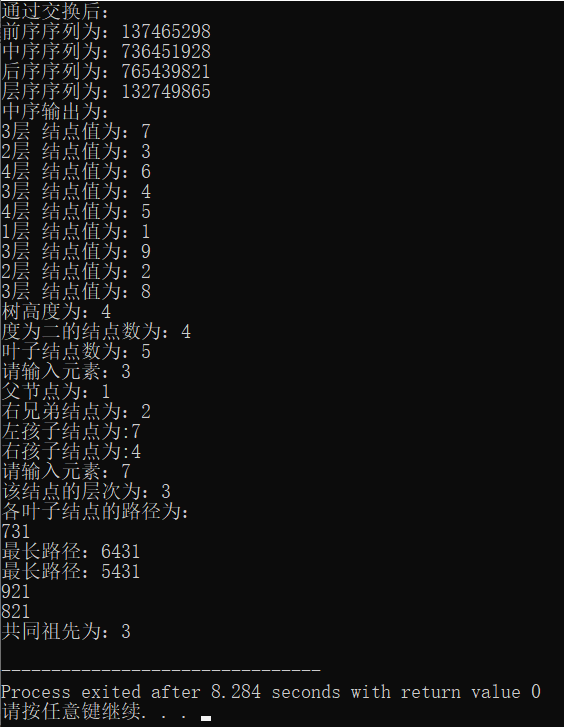 通过交换后：
前序序列为：137465298
中序序列为：736451928
后序序列为：765439821
层序序列为：132749865
中序输出为：
3层 结点值为：7
2层 结点值为：3
4层 结点值为：6
3层 结点值为：4
4层 结点值为：5
1层 结点值为：1
3层 结点值为：9
2层 结点值为：2
3层 结点值为：8
树高度为：4
度为二的结点数为：4
叶子结点数为：5
请输入元素：3
父节点为：1
右兄弟结点为：2
左孩子结点为:7
右孩子结点为:4
请输入元素：7
该结点的层次为：3
各叶子结点的路径为：
731
最长路径：6431
最长路径：5431
921
821
共同祖先为：3
--------------------------------
Process exited after 8.284 seconds with return value 0
请按任意键继续. . .